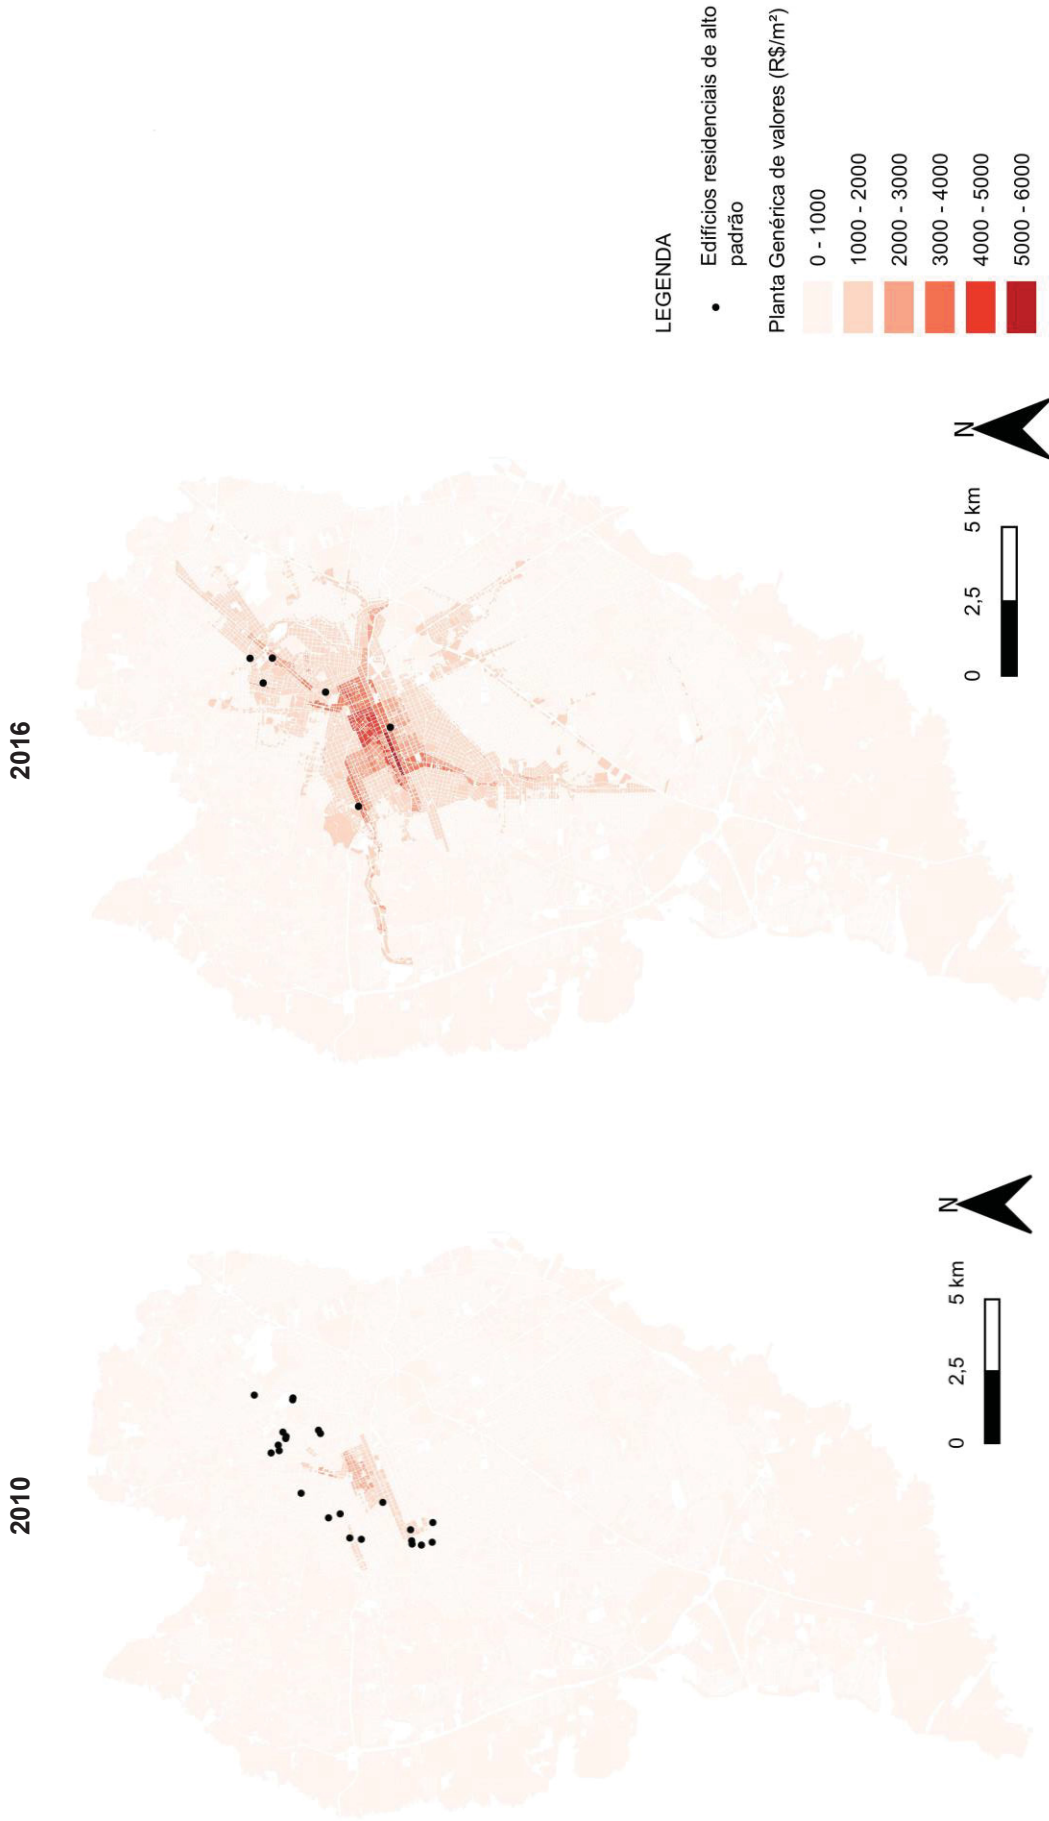 2010
2016
N
0 2,5 5 km
N
0 2,5 5 km
LEGENDA
Edifícios residenciais de alto
padrão
Planta Genérica de valores (R$/m²)
0 - 1000
1000 - 2000
2000 - 3000
3000 - 4000
4000 - 5000
5000 - 6000